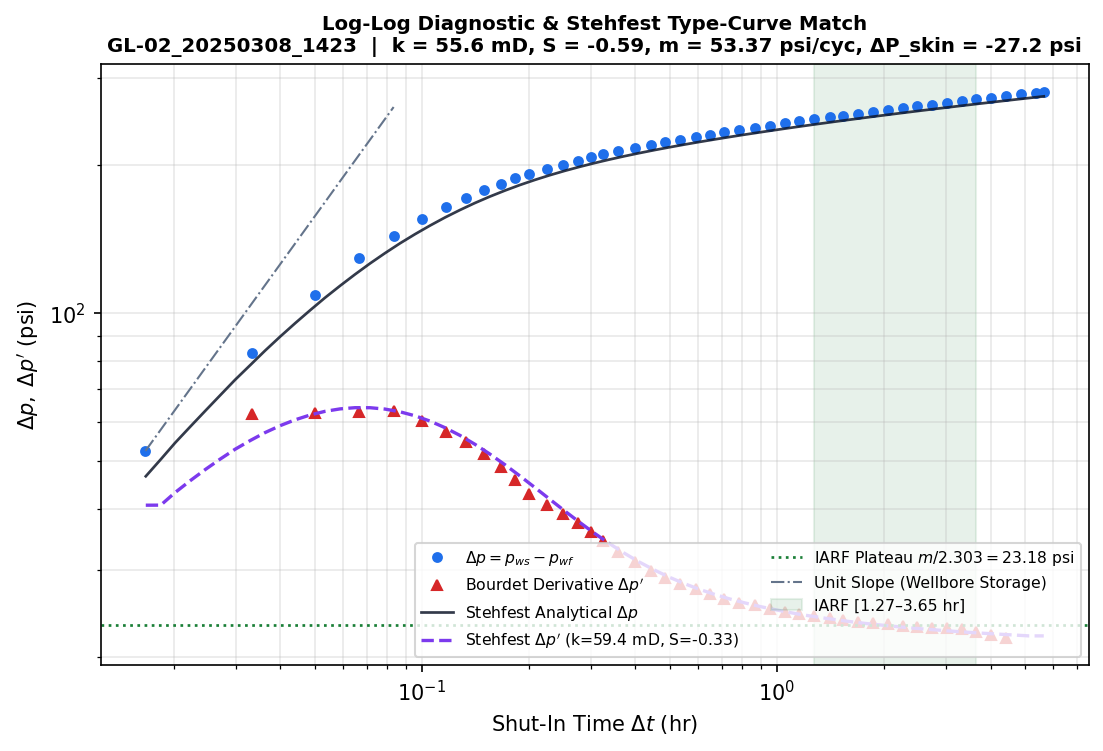 Log-Log Diagnostic & Stehfest Type-Curve Match
GL-02_20250308_1423 | k = 55.6 mD, S = -0.59, m = 53.37 psi/cyc, ΔP_skin = -27.2 psi
Δp, Δp′ (psi)
10²
Δp = p_ws − p_wf
Bourdet Derivative Δp′
Stehfest Analytical Δp
Stehfest Δp′ (k=59.4 mD, S=-0.33)
IARF Plateau m/2.303 = 23.18 psi
Unit Slope (Wellbore Storage)
IARF [1.27–3.65 hr]
10⁻¹ 10⁰
Shut-In Time Δt (hr)